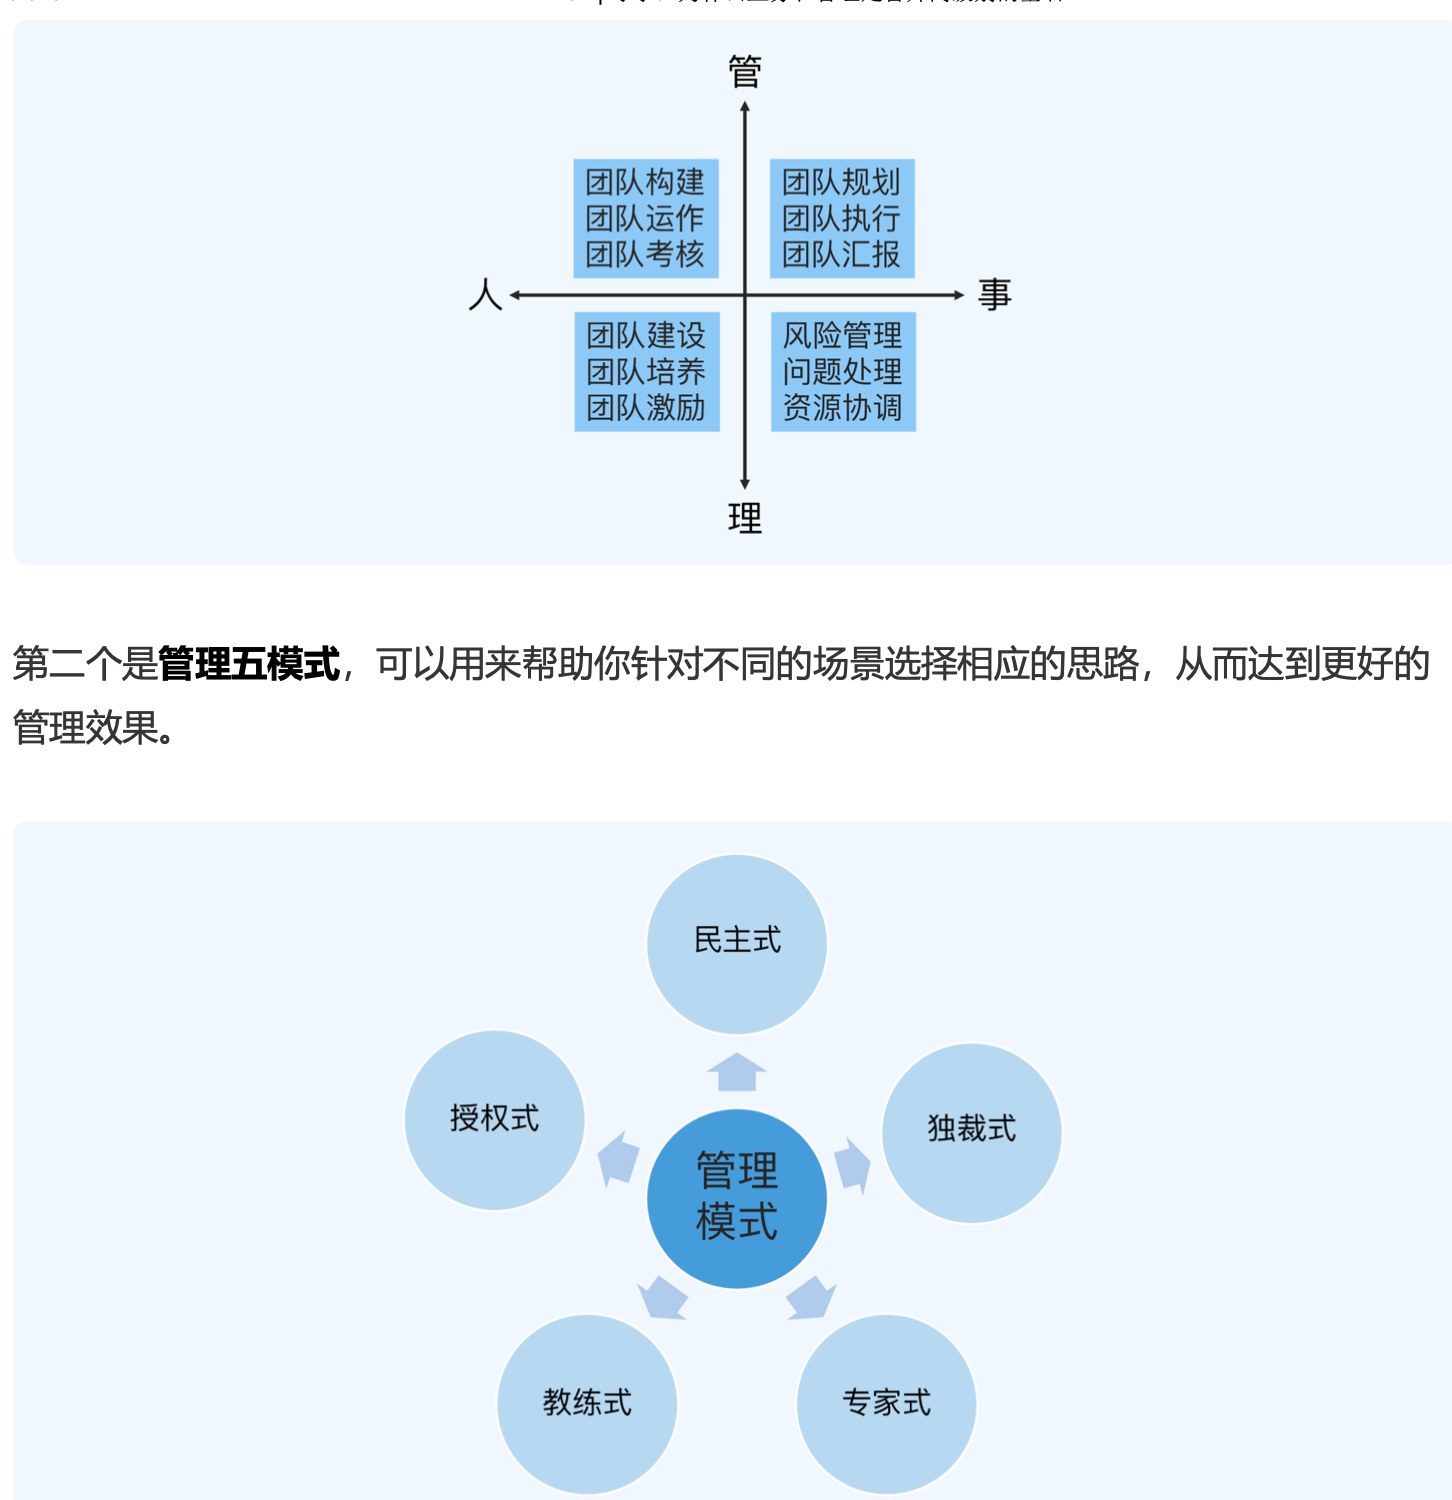 管
团队构建
团队运作
团队考核
团队规划
团队执行
团队汇报
人
事
团队建设
团队培养
团队激励
风险管理
问题处理
资源协调
理
第二个是管理五模式，可以用来帮助你针对不同的场景选择相应的思路，从而达到更好的
管理效果。
民主式
授权式
独裁式
管理
模式
教练式
专家式